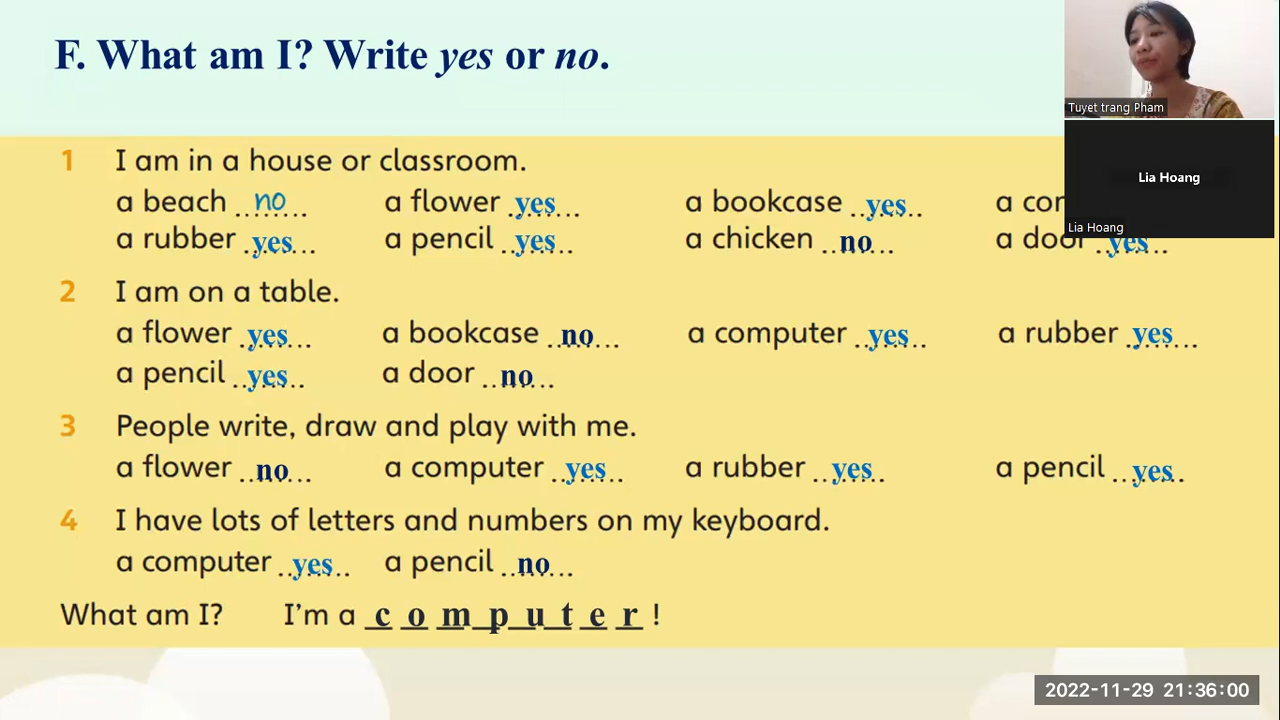 F. What am I? Write yes or no.
Tuyet trang Pham
Lia Hoang
Lia Hoang
1 I am in a house or classroom.
a beach no a flower yes a bookcase yes a
a rubber yes a pencil yes a chicken no a door yes
2 I am on a table.
a flower yes a bookcase no a computer yes a rubber yes
a pencil yes a door no
3 People write, draw and play with me.
a flower no a computer yes a rubber yes a pencil yes
4 I have lots of letters and numbers on my keyboard.
a computer yes a pencil no
What am I? I'm a c o m p u t e r !
2022-11-29 21:36:00